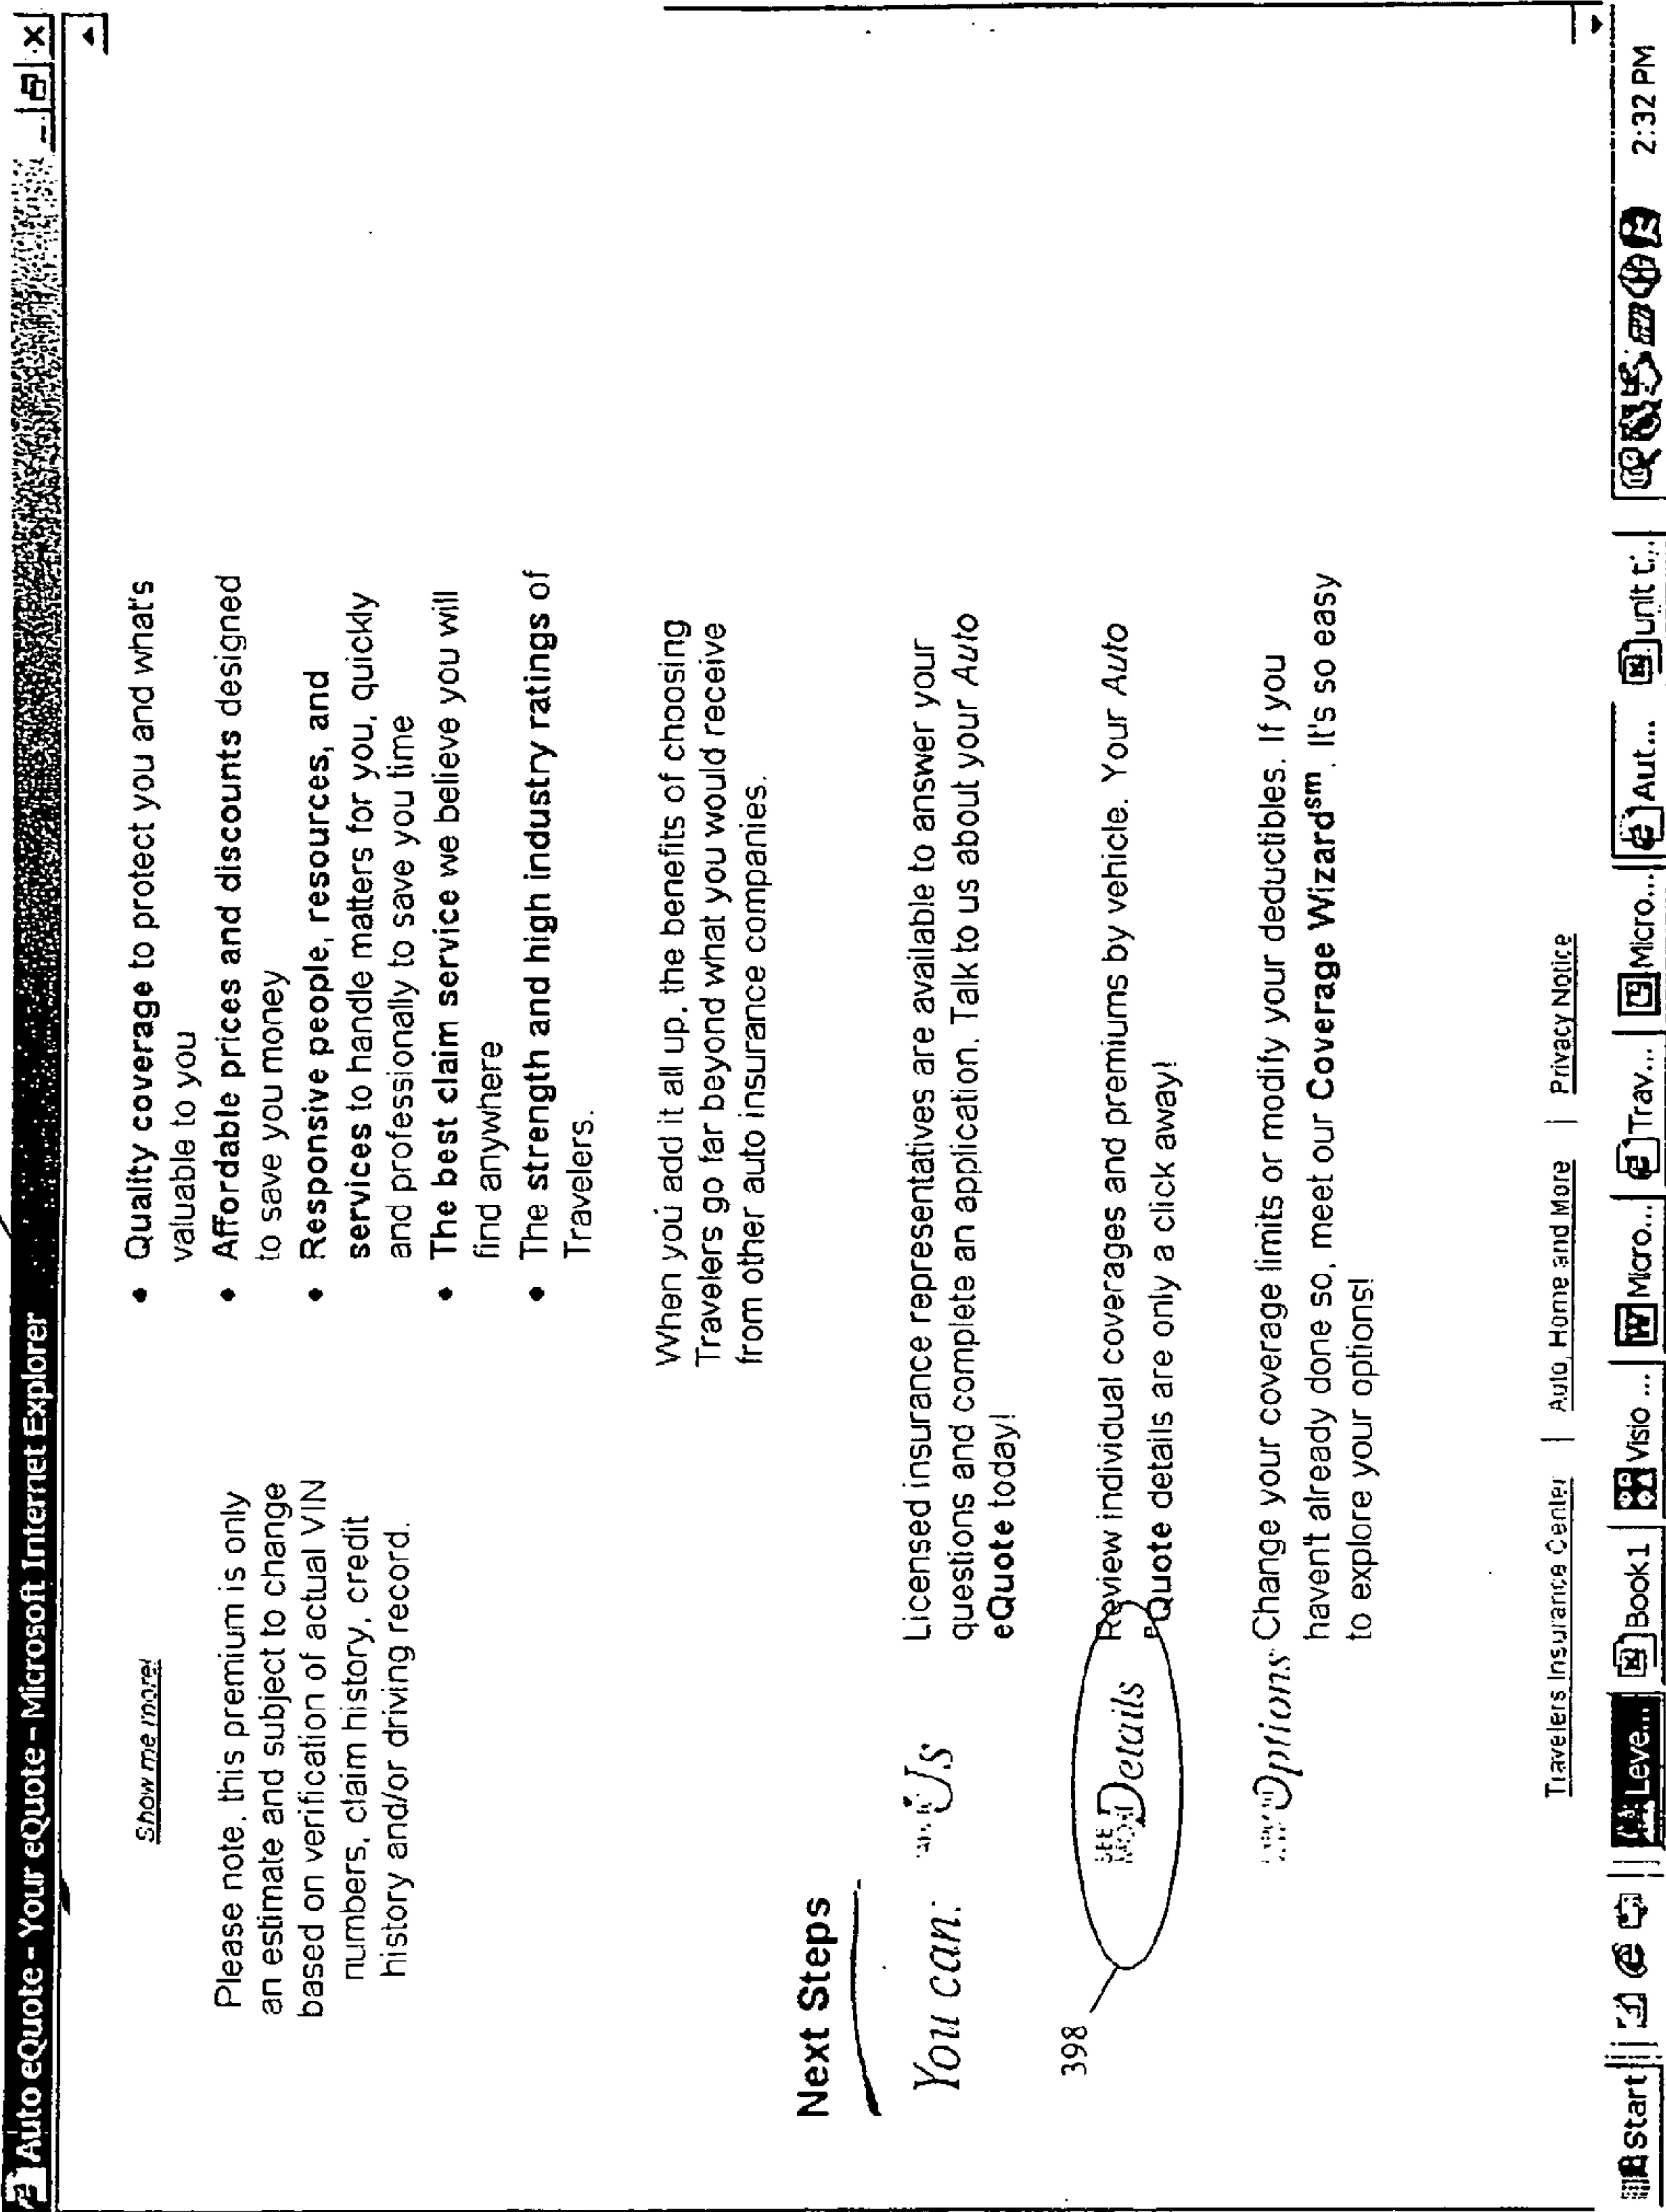 Auto eQuote - Your eQuote - Microsoft Internet Explorer
Show me more!
Please note, this premium is only
an estimate and subject to change
based on verification of actual VIN
numbers, claim history, credit
history and/or driving record.
• Quality coverage to protect you and what's
valuable to you
• Affordable prices and discounts designed
to save you money
• Responsive people, resources, and
services to handle matters for you, quickly
and professionally to save you time
• The best claim service we believe you will
find anywhere
• The strength and high industry ratings of
Travelers.
When you add it all up, the benefits of choosing
Travelers go far beyond what you would receive
from other auto insurance companies.
Next Steps
You can:
Us
Licensed insurance representatives are available to answer your
questions and complete an application. Talk to us about your Auto
eQuote today!
398
SEE
Details
Review individual coverages and premiums by vehicle. Your Auto
eQuote details are only a click away!
Options
Change your coverage limits or modify your deductibles. If you
haven't already done so, meet our Coverage Wizardsm. It's so easy
to explore your options!
Travelers Insurance Center | Auto, Home and More | Privacy Notice
Start Leve... Book1 Visio ... Micro... Trav... Micro... Aut... unit t... 2:32 PM